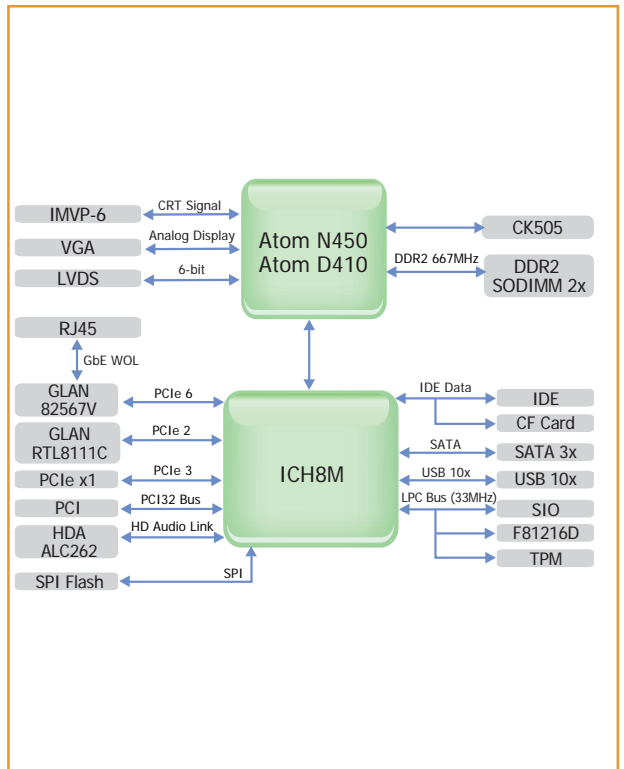 IMVP-6
CRT Signal
VGA
Analog Display
LVDS
6-bit
Atom N450
Atom D410
CK505
DDR2 667MHz
DDR2
SODIMM 2x
RJ45
GbE WOL
GLAN
82567V
PCIe 6
GLAN
RTL8111C
PCIe 2
PCIe x1
PCIe 3
PCI
PCI32 Bus
HDA
ALC262
HD Audio Link
SPI Flash
SPI
ICH8M
IDE Data
IDE
CF Card
SATA
SATA 3x
USB 10x
USB 10x
LPC Bus (33MHz)
SIO
F81216D
TPM